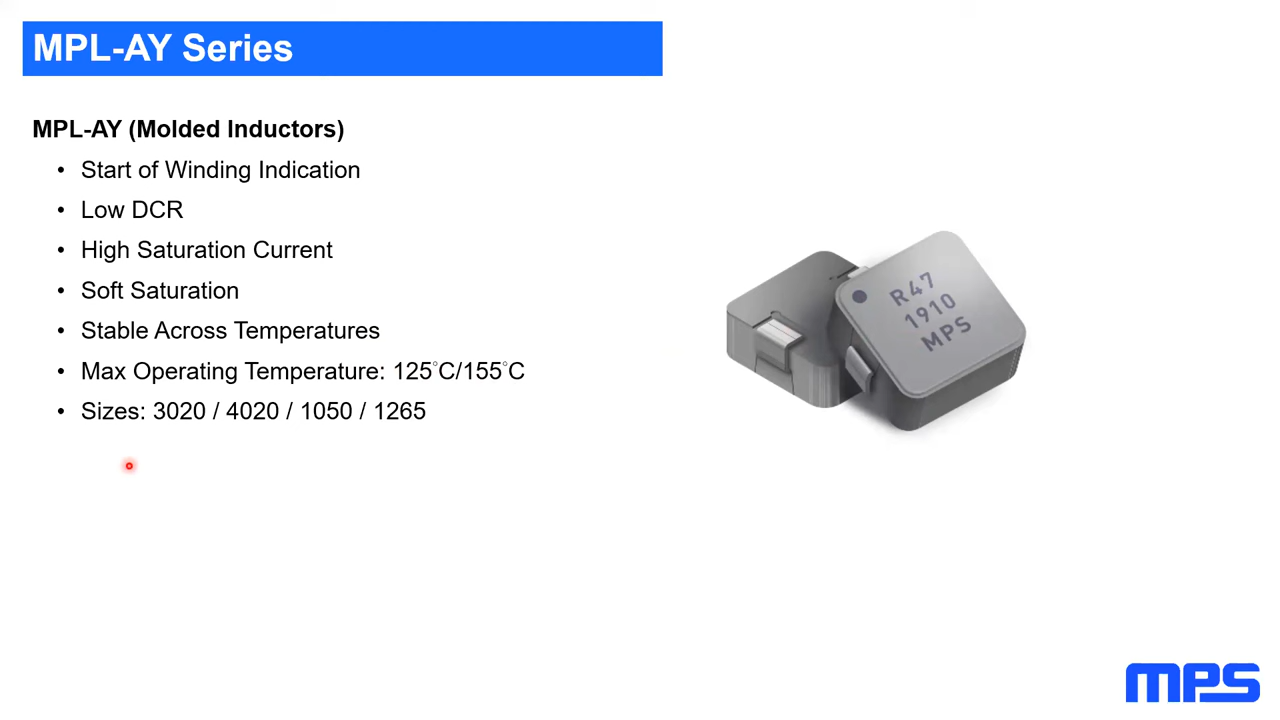 MPL-AY Series
MPL-AY (Molded Inductors)
• Start of Winding Indication
• Low DCR
• High Saturation Current
• Soft Saturation
• Stable Across Temperatures
• Max Operating Temperature: 125°C/155°C
• Sizes: 3020 / 4020 / 1050 / 1265
R47
1910
MPS
MPS